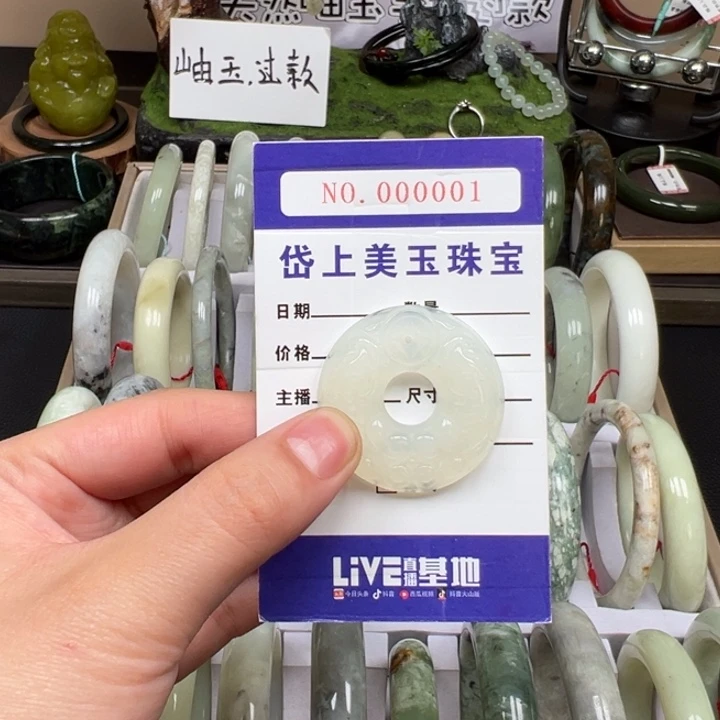 岫玉.过款
NO. 000001
岱上美玉珠宝
日期
数量
价格
主播
尺寸
LIVE直播基地
今日头条 抖音 西瓜视频 抖音火山版